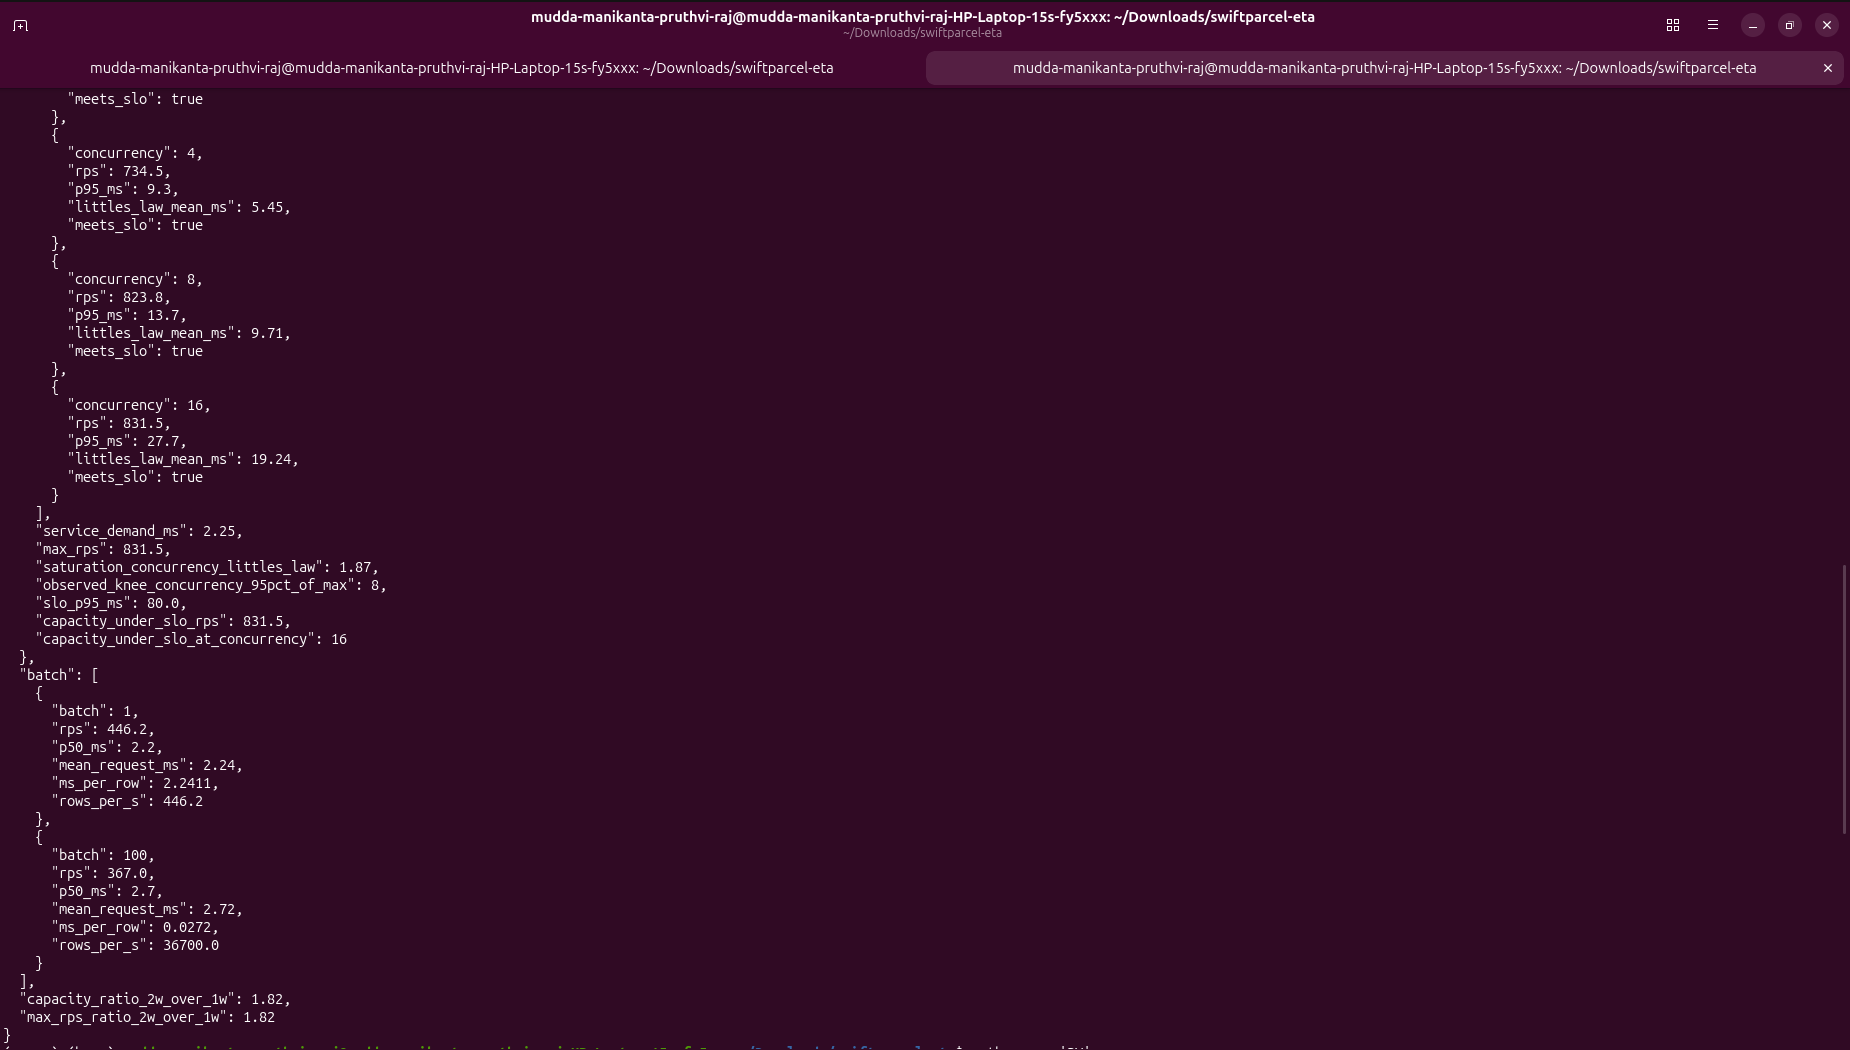 mudda-manikanta-pruthvi-raj@mudda-manikanta-pruthvi-raj-HP-Laptop-15s-fy5xxx: ~/Downloads/swiftparcel-eta
~/Downloads/swiftparcel-eta
mudda-manikanta-pruthvi-raj@mudda-manikanta-pruthvi-raj-HP-Laptop-15s-fy5xxx: ~/Downloads/swiftparcel-eta
mudda-manikanta-pruthvi-raj@mudda-manikanta-pruthvi-raj-HP-Laptop-15s-fy5xxx: ~/Downloads/swiftparcel-eta
        "meets_slo": true
      },
      {
        "concurrency": 4,
        "rps": 734.5,
        "p95_ms": 9.3,
        "littles_law_mean_ms": 5.45,
        "meets_slo": true
      },
      {
        "concurrency": 8,
        "rps": 823.8,
        "p95_ms": 13.7,
        "littles_law_mean_ms": 9.71,
        "meets_slo": true
      },
      {
        "concurrency": 16,
        "rps": 831.5,
        "p95_ms": 27.7,
        "littles_law_mean_ms": 19.24,
        "meets_slo": true
      }
    ],
    "service_demand_ms": 2.25,
    "max_rps": 831.5,
    "saturation_concurrency_littles_law": 1.87,
    "observed_knee_concurrency_95pct_of_max": 8,
    "slo_p95_ms": 80.0,
    "capacity_under_slo_rps": 831.5,
    "capacity_under_slo_at_concurrency": 16
  },
  "batch": [
    {
      "batch": 1,
      "rps": 446.2,
      "p50_ms": 2.2,
      "mean_request_ms": 2.24,
      "ms_per_row": 2.2411,
      "rows_per_s": 446.2
    },
    {
      "batch": 100,
      "rps": 367.0,
      "p50_ms": 2.7,
      "mean_request_ms": 2.72,
      "ms_per_row": 0.0272,
      "rows_per_s": 36700.0
    }
  ],
  "capacity_ratio_2w_over_1w": 1.82,
  "max_rps_ratio_2w_over_1w": 1.82
}